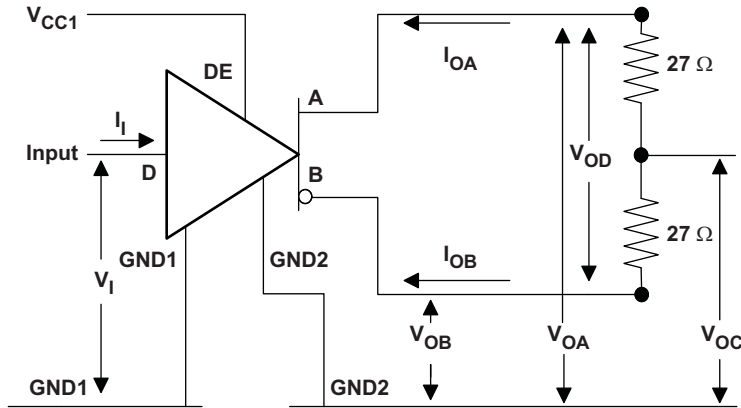 VCC1
DE
A
IOA
27 Ω
II
Input
D
B
VOD
GND1
GND2
IOB
27 Ω
VI
VOB
VOA
VOC
GND1
GND2